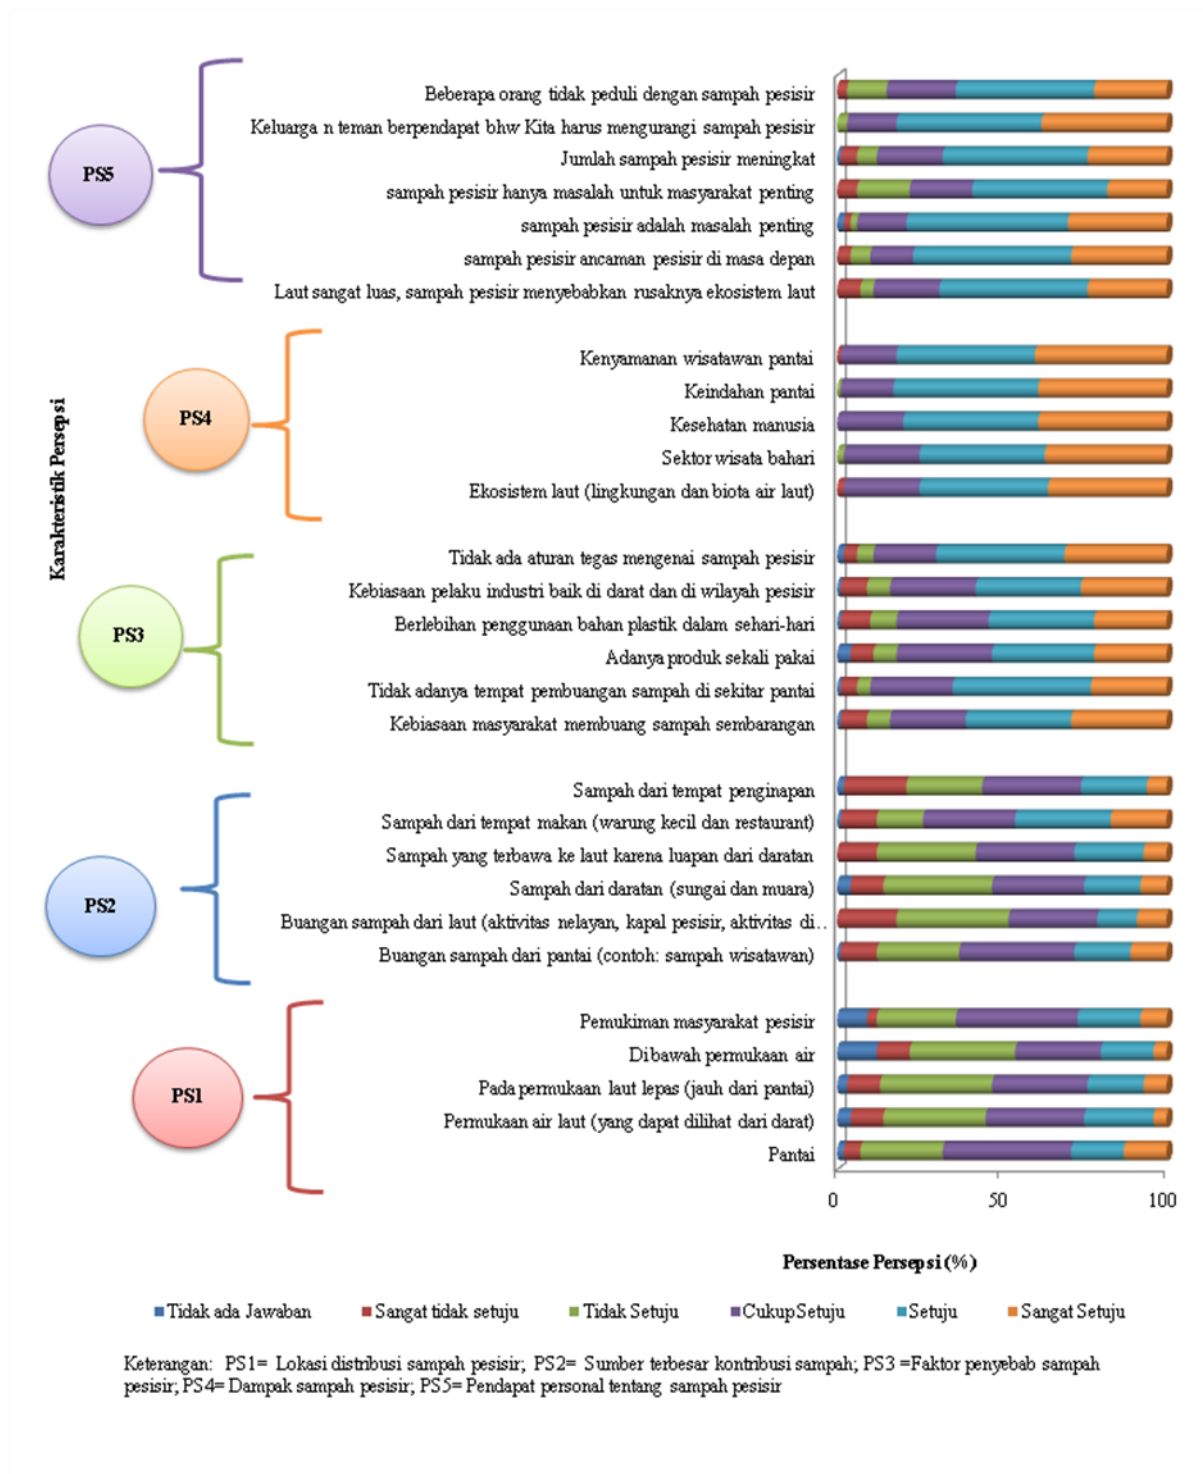 Karakteristik Persepsi
PS5
Beberapa orang tidak peduli dengan sampah pesisir
Keluarga n teman berpendapat bhw Kita harus mengurangi sampah pesisir
Jumlah sampah pesisir meningkat
sampah pesisir hanya masalah untuk masyarakat penting
sampah pesisir adalah masalah penting
sampah pesisir ancaman pesisir di masa depan
Laut sangat luas, sampah pesisir menyebabkan rusaknya ekosistem laut
PS4
Kenyamanan wisatawan pantai
Keindahan pantai
Kesehatan manusia
Sektor wisata bahari
Ekosistem laut (lingkungan dan biota air laut)
PS3
Tidak ada aturan tegas mengenai sampah pesisir
Kebiasaan pelaku industri baik di darat dan di wilayah pesisir
Berlebihan penggunaan bahan plastik dalam sehari-hari
Adanya produk sekali pakai
Tidak adanya tempat pembuangan sampah di sekitar pantai
Kebiasaan masyarakat membuang sampah sembarangan
PS2
Sampah dari tempat penginapan
Sampah dari tempat makan (warung kecil dan restaurant)
Sampah yang terbawa ke laut karena luapan dari daratan
Sampah dari daratan (sungai dan muara)
Buangan sampah dari laut (aktivitas nelayan, kapal pesisir, aktivitas di..
Buangan sampah dari pantai (contoh: sampah wisatawan)
PS1
Pemukiman masyarakat pesisir
Dibawah permukaan air
Pada permukaan laut lepas (jauh dari pantai)
Permukaan air laut (yang dapat dilihat dari darat)
Pantai
0 50 100
Persentase Persepsi (%)
Tidak ada Jawaban Sangat tidak setuju Tidak Setuju Cukup Setuju Setuju Sangat Setuju
Keterangan: PS1= Lokasi distribusi sampah pesisir; PS2= Sumber terbesar kontribusi sampah; PS3 =Faktor penyebab sampah
pesisir; PS4= Dampak sampah pesisir; PS5= Pendapat personal tentang sampah pesisir